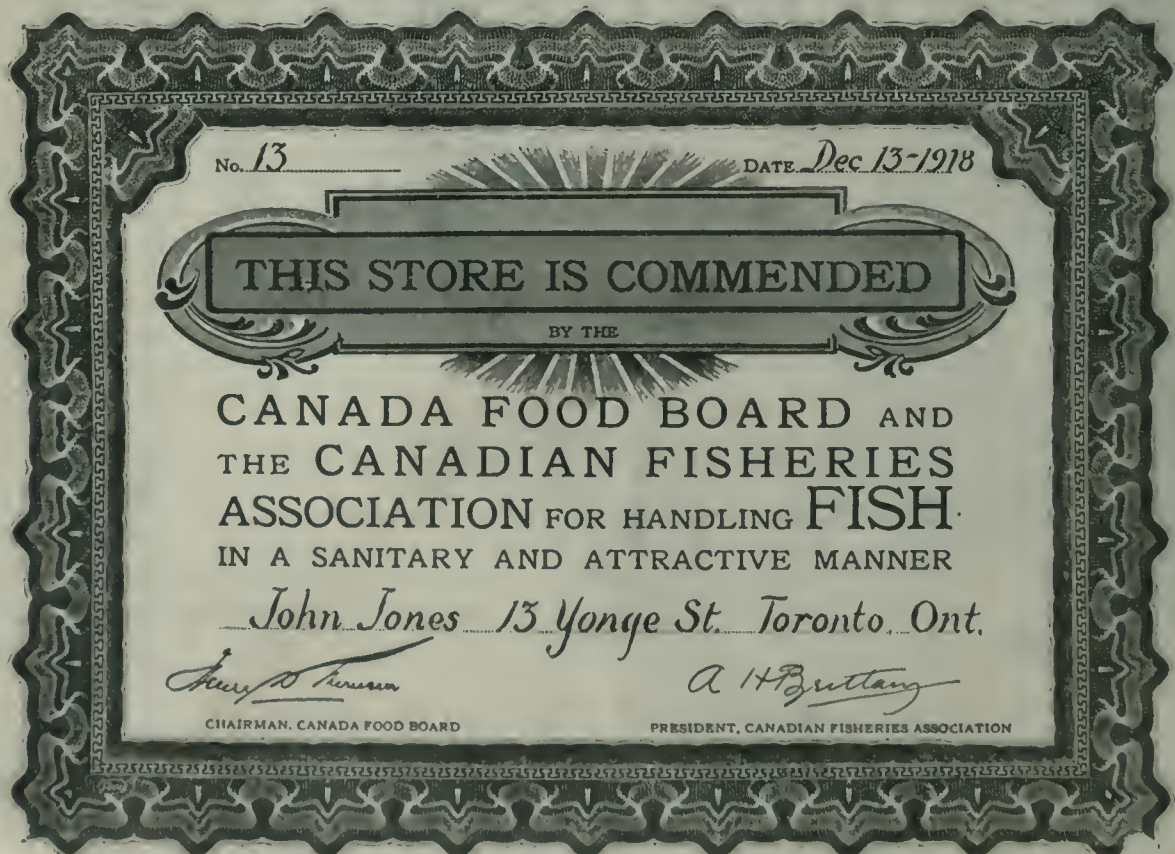 No. 13 DATE Dec 13-1918
THIS STORE IS COMMENDED
BY THE
CANADA FOOD BOARD AND
THE CANADIAN FISHERIES
ASSOCIATION FOR HANDLING FISH
IN A SANITARY AND ATTRACTIVE MANNER
John Jones 13 Yonge St. Toronto, Ont.
A H Brittany
CHAIRMAN, CANADA FOOD BOARD PRESIDENT, CANADIAN FISHERIES ASSOCIATION